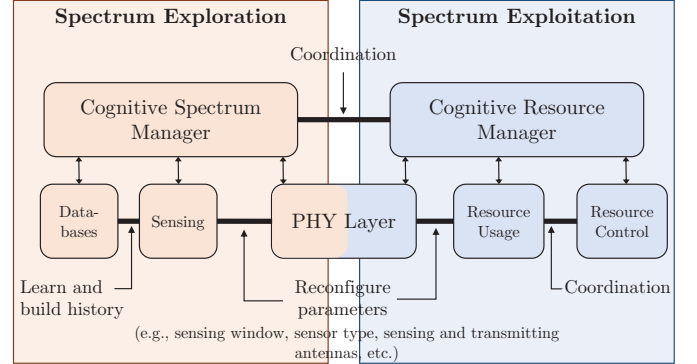 Spectrum Exploration
Spectrum Exploitation
Coordination
Cognitive Spectrum
Manager
Cognitive Resource
Manager
Data-
bases
Sensing
PHY Layer
Resource
Usage
Resource
Control
Learn and
build history
Reconfigure
parameters
Coordination
(e.g., sensing window, sensor type, sensing and transmitting
antennas, etc.)